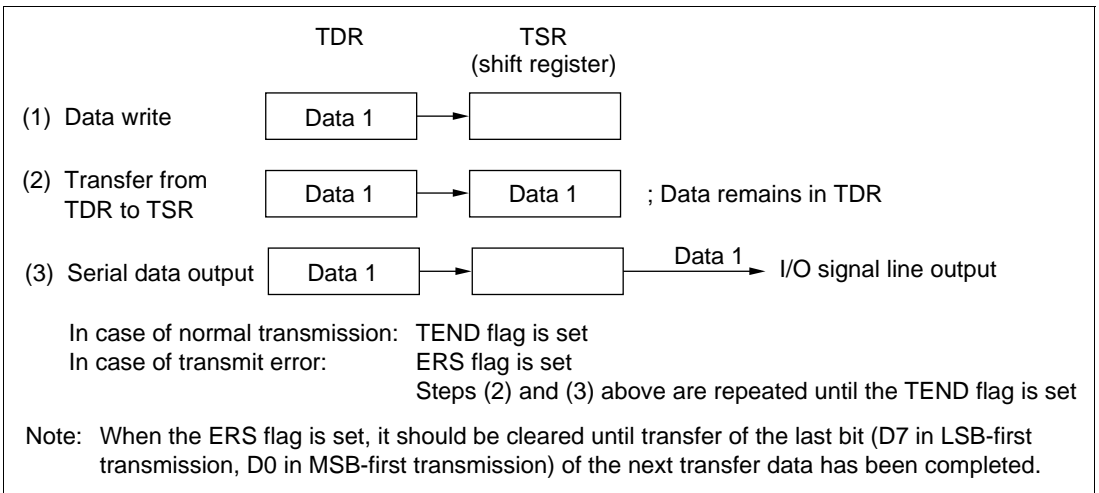 TDR TSR
(shift register)
(1) Data write Data 1
(2) Transfer from
TDR to TSR Data 1 Data 1 ; Data remains in TDR
(3) Serial data output Data 1 Data 1 I/O signal line output
In case of normal transmission: TEND flag is set
In case of transmit error: ERS flag is set
Steps (2) and (3) above are repeated until the TEND flag is set
Note: When the ERS flag is set, it should be cleared until transfer of the last bit (D7 in LSB-first
transmission, D0 in MSB-first transmission) of the next transfer data has been completed.